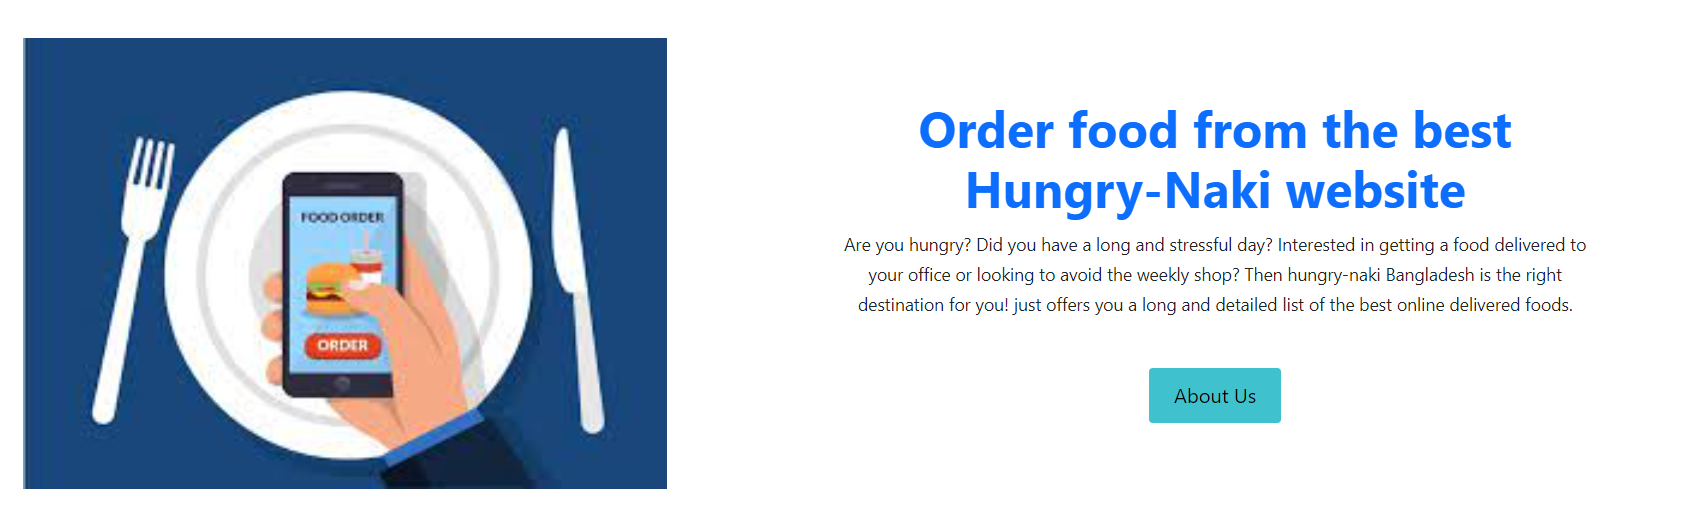 FOOD ORDER
ORDER
Order food from the best
Hungry-Naki website
Are you hungry? Did you have a long and stressful day? Interested in getting a food delivered to
your office or looking to avoid the weekly shop? Then hungry-naki Bangladesh is the right
destination for you! just offers you a long and detailed list of the best online delivered foods.
About Us